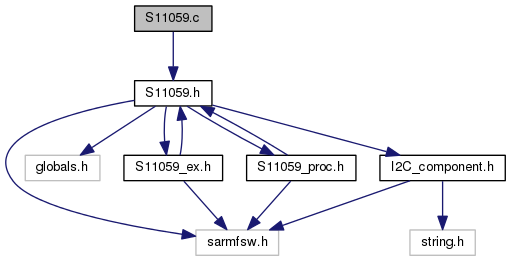 S11059.c
S11059.h
globals.h
S11059_ex.h
S11059_proc.h
I2C_component.h
sarmfsw.h
string.h